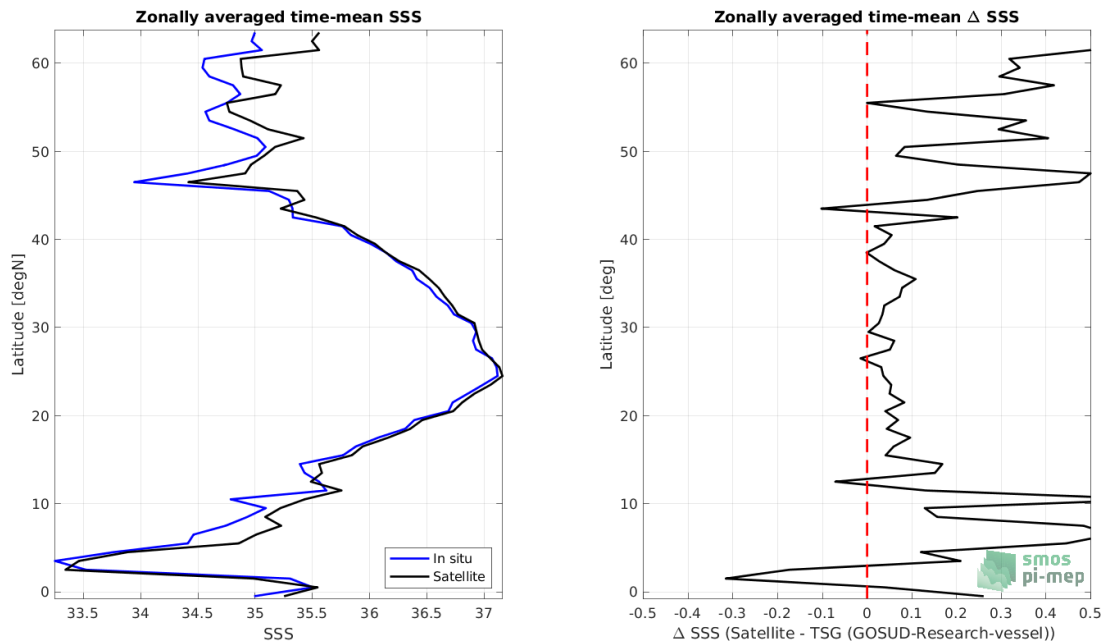 Zonally averaged time-mean SSS
Latitude [degN]
60
50
40
30
20
10
0
33.5 34 34.5 35 35.5 36 36.5 37
SSS
In situ
Satellite
Zonally averaged time-mean Δ SSS
Latitude [deg]
60
50
40
30
20
10
0
-0.5 -0.4 -0.3 -0.2 -0.1 0 0.1 0.2 0.3 0.4 0.5
Δ SSS (Satellite - TSG (GOSUD-Research-vessel))
smos
pi-mep